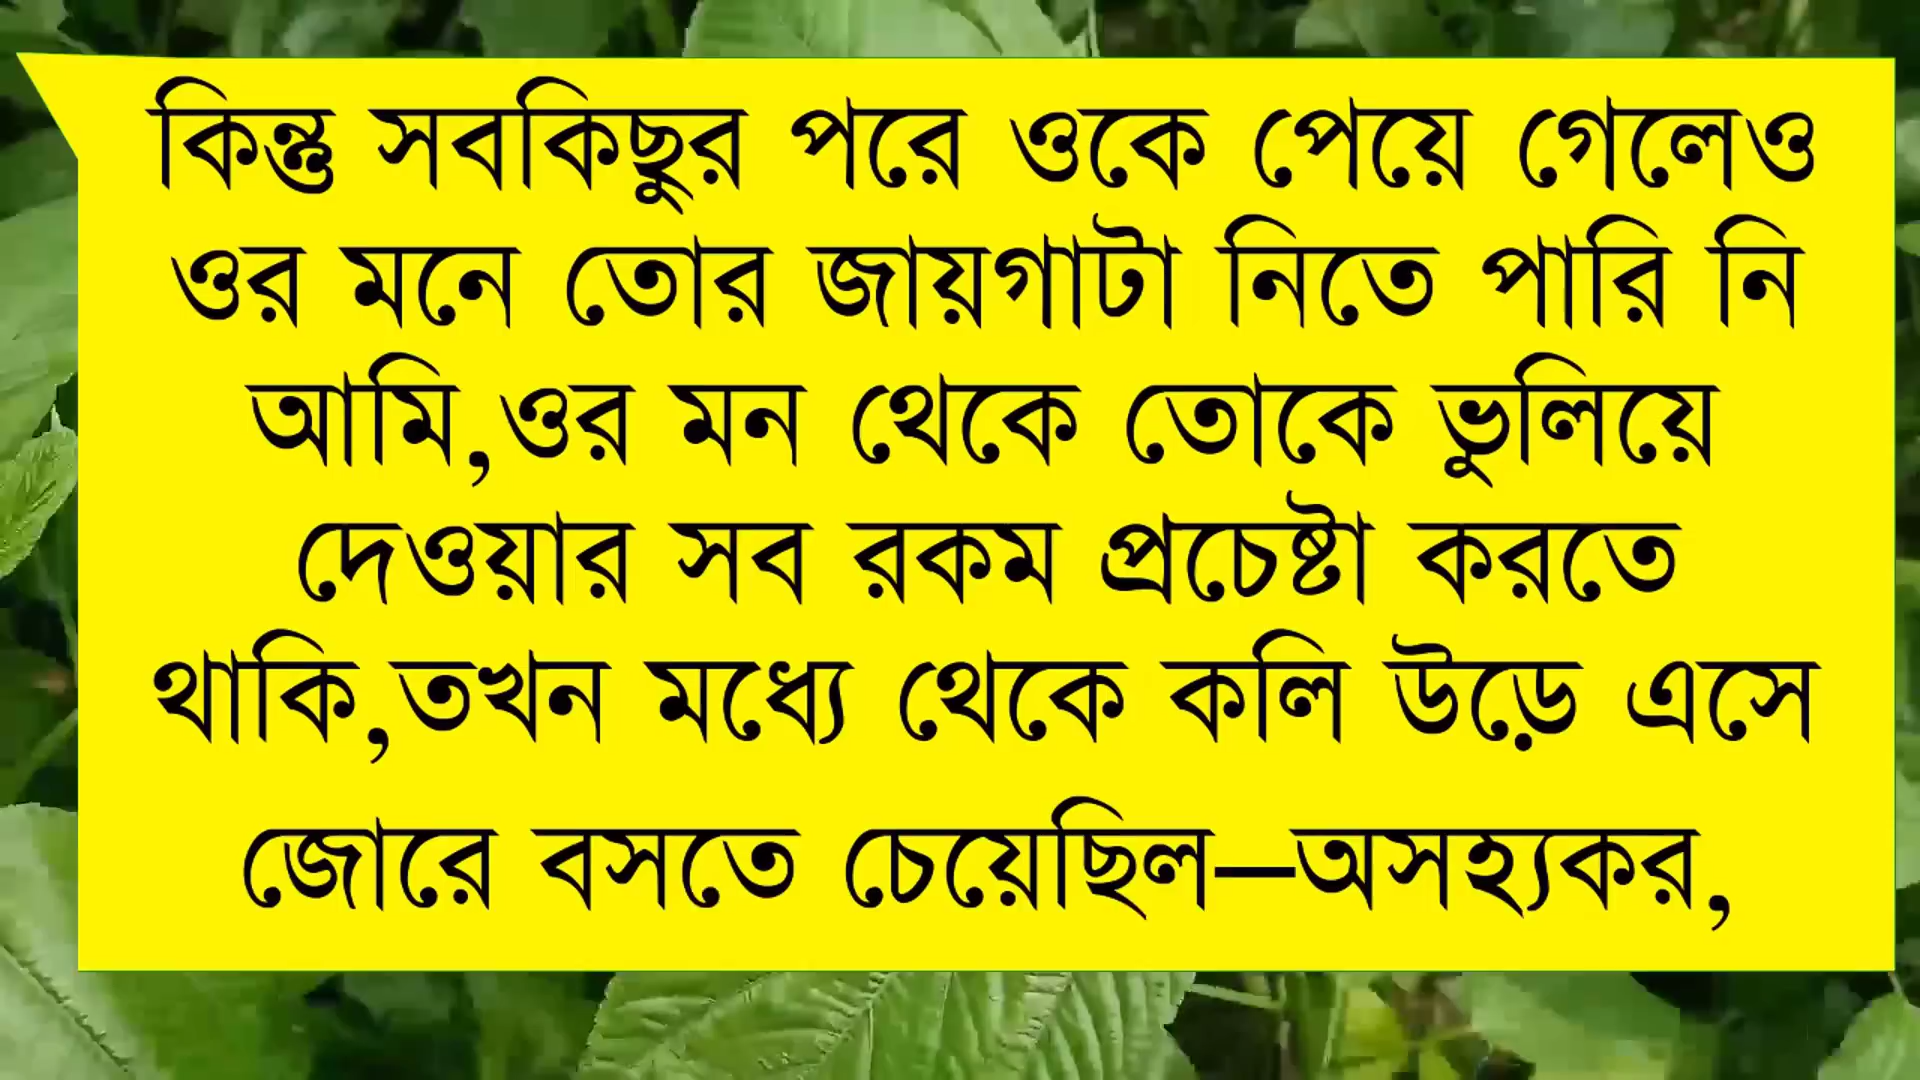 কিন্তু সবকিছুর পরে ওকে পেয়ে গেলেও
ওর মনে তোর জায়গাটা নিতে পারি নি
আমি,ওর মন থেকে তোকে ভুলিয়ে
দেওয়ার সব রকম প্রচেষ্টা করতে
থাকি,তখন মধ্যে থেকে কলি উড়ে এসে
জোরে বসতে চেয়েছিল—অসহ্যকর,